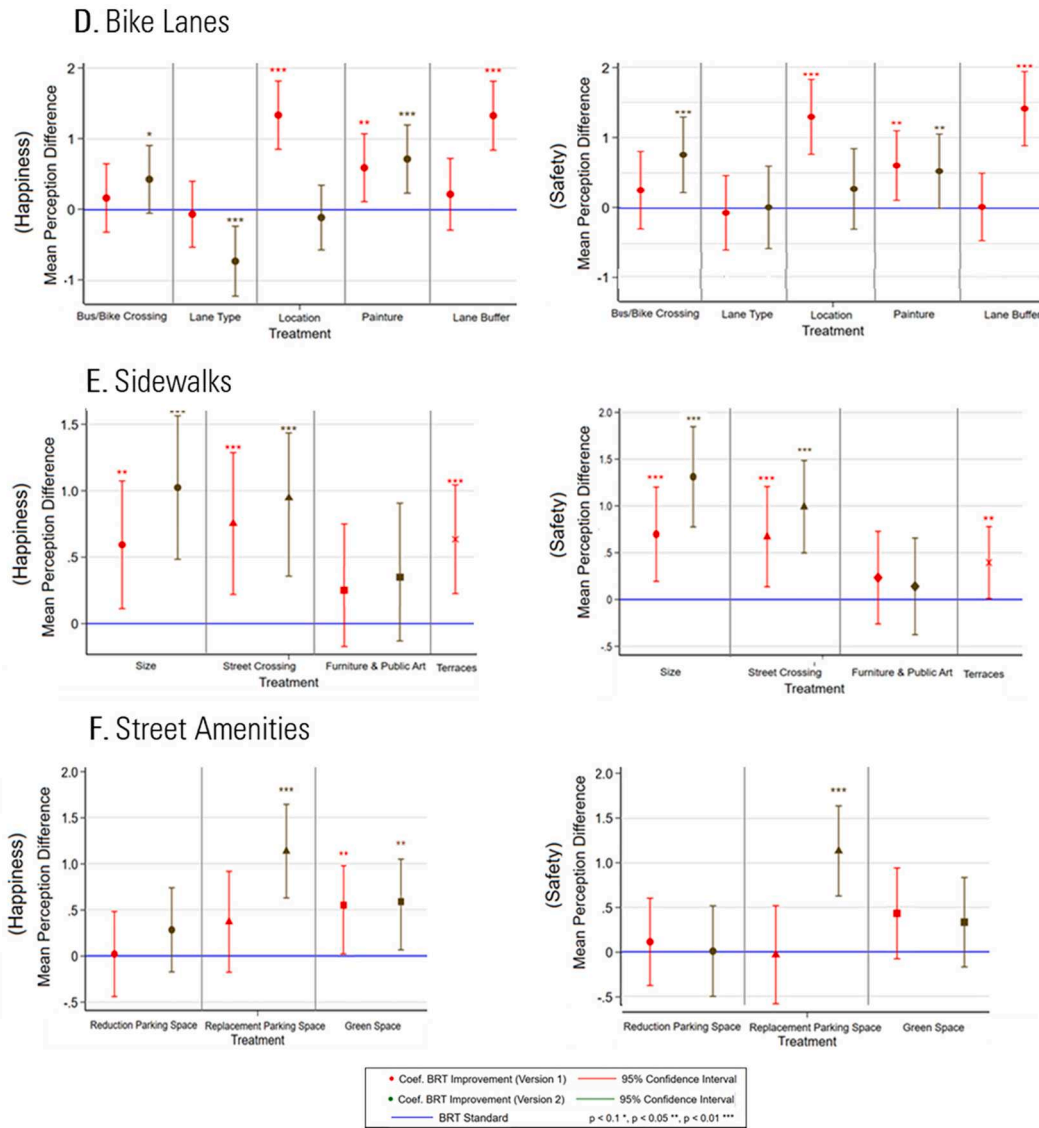 D. Bike Lanes
(Happiness)
Mean Perception Difference
2
1
0
-1
***
***
**
***
*
***
Bus/Bike Crossing Lane Type Location Painture Lane Buffer
Treatment
(Safety)
Mean Perception Difference
2
1
0
-1
***
***
***
**
**
Bus/Bike Crossing Lane Type Location Painture Lane Buffer
Treatment
E. Sidewalks
(Happiness)
Mean Perception Difference
1.5
1.0
.5
0
***
***
***
**
***
Size Street Crossing Furniture & Public Art Terraces
Treatment
(Safety)
Mean Perception Difference
2.0
1.5
1.0
.5
0
-.5
***
***
***
***
**
Size Street Crossing Furniture & Public Art Terraces
Treatment
F. Street Amenities
(Happiness)
Mean Perception Difference
2.0
1.5
1.0
.5
0
-.5
***
**
**
Reduction Parking Space Replacement Parking Space Green Space
Treatment
(Safety)
Mean Perception Difference
2.0
1.5
1.0
.5
0
-.5
***
Reduction Parking Space Replacement Parking Space Green Space
Treatment
Coef. BRT Improvement (Version 1) 95% Confidence Interval
Coef. BRT Improvement (Version 2) 95% Confidence Interval
BRT Standard p < 0.1 *, p < 0.05 **, p < 0.01 ***